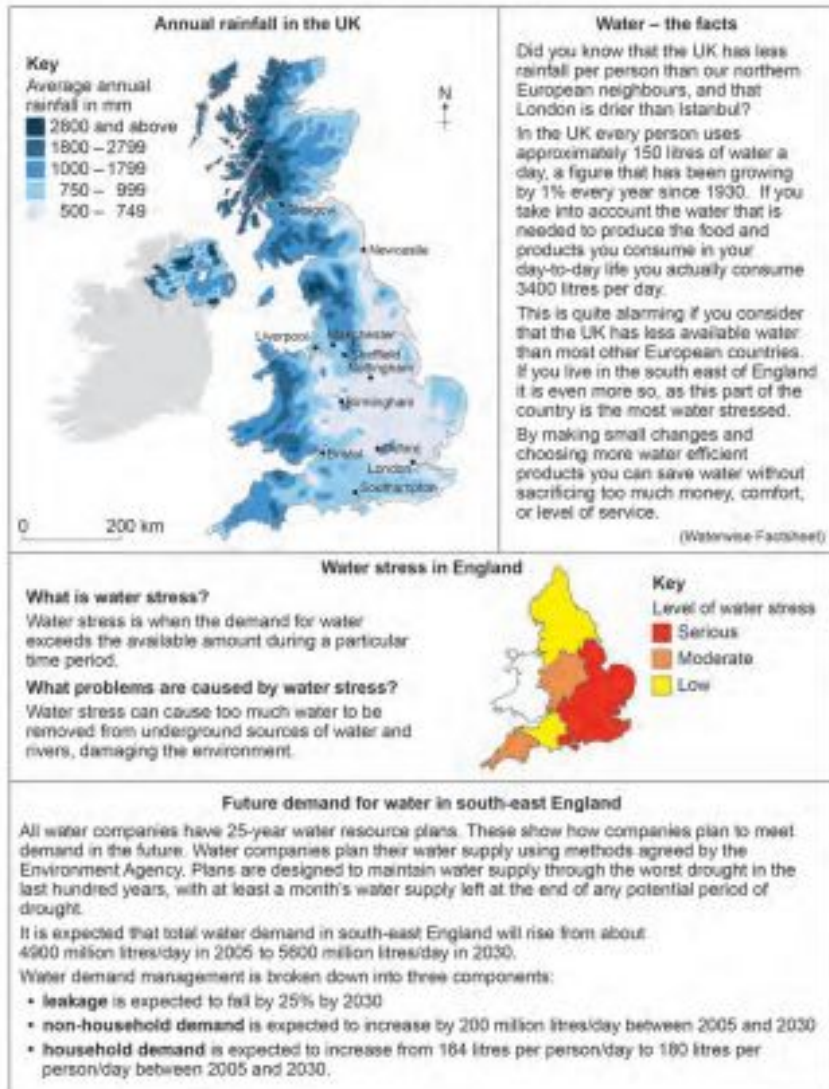 Annual rainfall in the UK
Key
Average annual
rainfall in mm
2800 and above
1800 – 2799
1000 – 1799
750 – 999
500 – 749
N
Glasgow
Newcastle
Liverpool
Manchester
Sheffield
Nottingham
Birmingham
Bristol
Oxford
London
Southampton
0 200 km
Water – the facts
Did you know that the UK has less
rainfall per person than our northern
European neighbours, and that
London is drier than Istanbul?
In the UK every person uses
approximately 150 litres of water a
day, a figure that has been growing
by 1% every year since 1930. If you
take into account the water that is
needed to produce the food and
products you consume in your
day-to-day life you actually consume
3400 litres per day.
This is quite alarming if you consider
that the UK has less available water
than most other European countries.
If you live in the south east of England
it is even more so, as this part of the
country is the most water stressed.
By making small changes and
choosing more water efficient
products you can save water without
sacrificing too much money, comfort,
or level of service.
(Waterwise Factsheet)
Water stress in England
What is water stress?
Water stress is when the demand for water
exceeds the available amount during a particular
time period.
What problems are caused by water stress?
Water stress can cause too much water to be
removed from underground sources of water and
rivers, damaging the environment.
Key
Level of water stress
Serious
Moderate
Low
Future demand for water in south-east England
All water companies have 25-year water resource plans. These show how companies plan to meet
demand in the future. Water companies plan their water supply using methods agreed by the
Environment Agency. Plans are designed to maintain water supply through the worst drought in the
last hundred years, with at least a month's water supply left at the end of any potential period of
drought.
It is expected that total water demand in south-east England will rise from about
4900 million litres/day in 2005 to 5600 million litres/day in 2030.
Water demand management is broken down into three components:
• leakage is expected to fall by 25% by 2030
• non-household demand is expected to increase by 200 million litres/day between 2005 and 2030
• household demand is expected to increase from 164 litres per person/day to 180 litres per
person/day between 2005 and 2030.